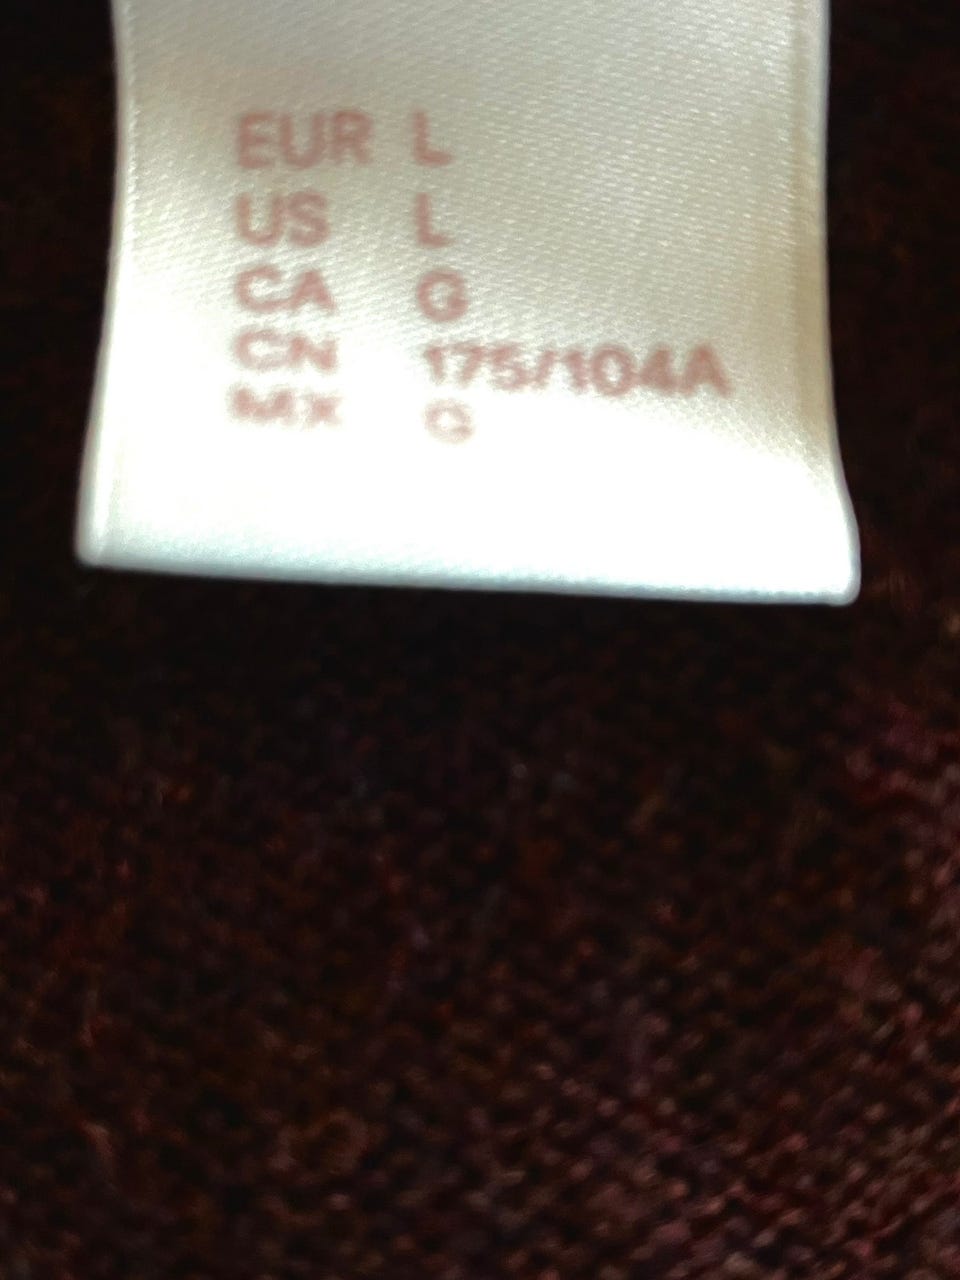 EUR L
US L
CA G
CN 175/104A
MX G